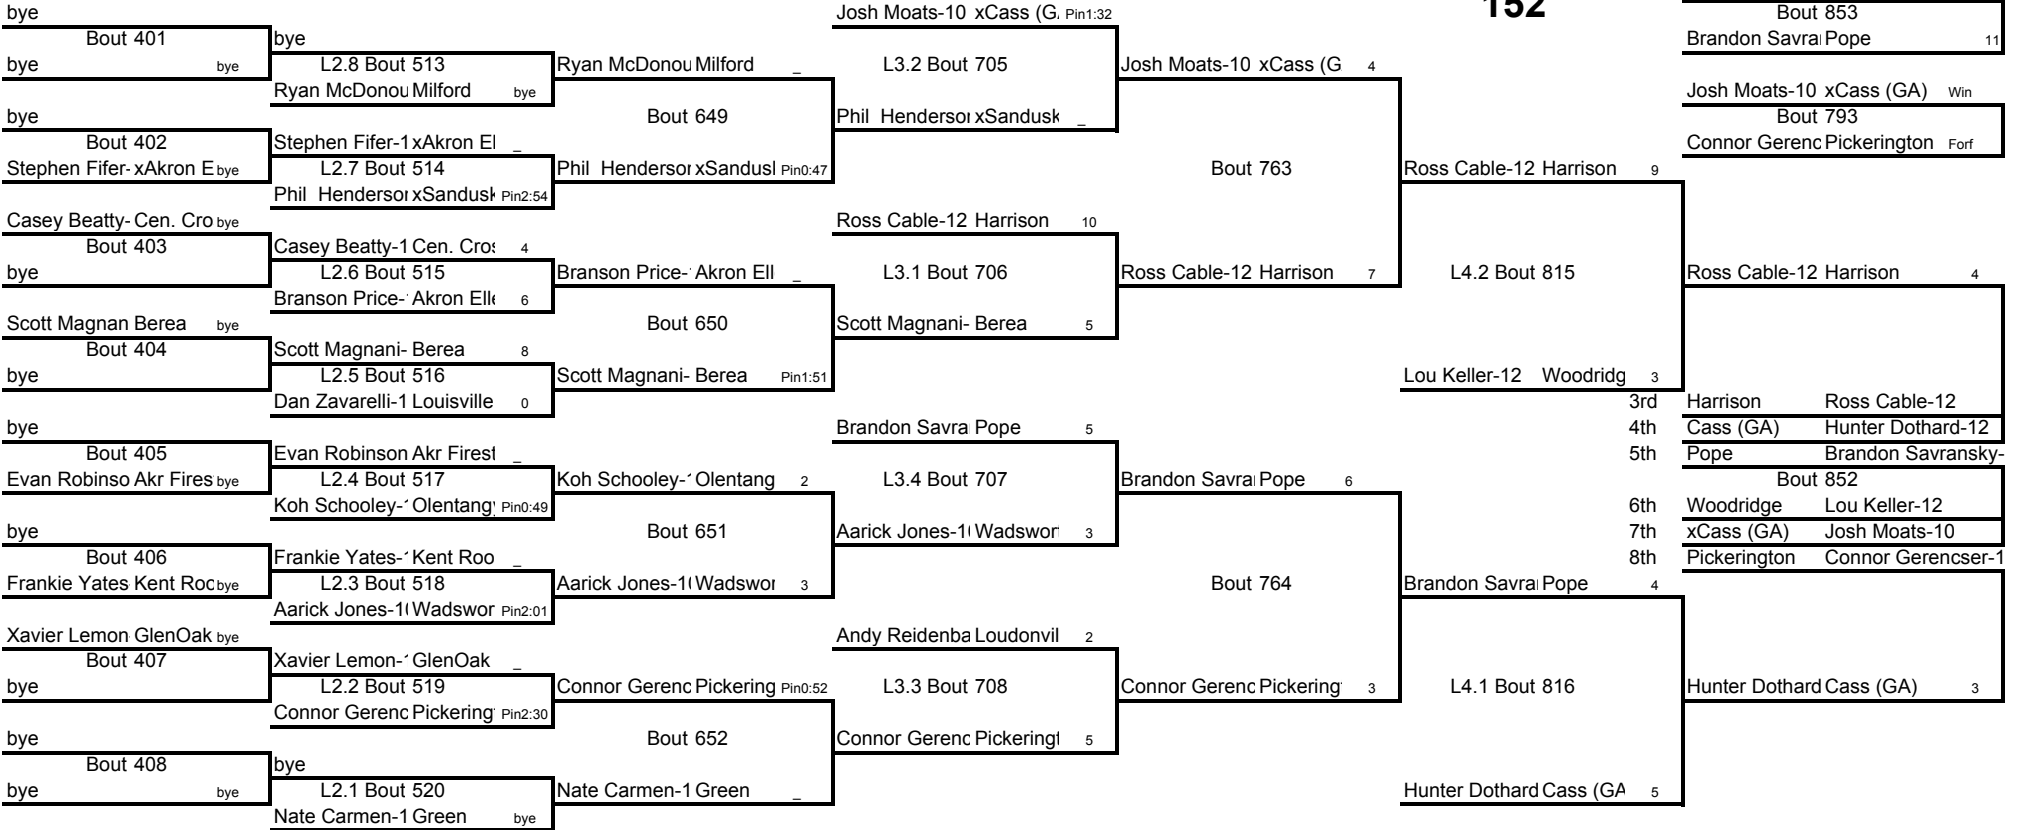 bye
Bout 401
bye bye
bye
Bout 402
Stephen Fifer- xAkron E bye
Casey Beatty- Cen. Cro bye
Bout 403
bye
Scott Magnan Berea bye
Bout 404
bye
bye
Bout 405
Evan Robinso Akr Fires bye
bye
Bout 406
Frankie Yates Kent Roc bye
Xavier Lemon GlenOak bye
Bout 407
bye
bye
Bout 408
bye bye
bye
L2.8 Bout 513
Ryan McDonou Milford bye
Stephen Fifer-1 xAkron El _
L2.7 Bout 514
Phil Henderson xSandusk Pin2:54
Casey Beatty-1 Cen. Cros 4
L2.6 Bout 515
Branson Price- Akron Elle 6
Scott Magnani- Berea 8
L2.5 Bout 516
Dan Zavarelli-1 Louisville 0
Evan Robinson Akr Firest _
L2.4 Bout 517
Koh Schooley-1 Olentangy Pin0:49
Frankie Yates-1 Kent Roo _
L2.3 Bout 518
Aarick Jones-10 Wadswor Pin2:01
Xavier Lemon-1 GlenOak _
L2.2 Bout 519
Connor Gerenc Pickering Pin2:30
bye
L2.1 Bout 520
Nate Carmen-1 Green bye
Ryan McDonou Milford _
Bout 649
Phil Henderson xSandusl Pin0:47
Branson Price- Akron Ell _
Bout 650
Scott Magnani- Berea Pin1:51
Koh Schooley-1 Olentang 2
Bout 651
Aarick Jones-10 Wadswor 3
Connor Gerenc Pickering Pin0:52
Bout 652
Nate Carmen-1 Green _
Josh Moats-10 xCass (G. Pin1:32
L3.2 Bout 705
Phil Henderson xSandusk _
Ross Cable-12 Harrison 10
L3.1 Bout 706
Scott Magnani- Berea 5
Brandon Savra Pope 5
L3.4 Bout 707
Aarick Jones-10 Wadswor 3
Andy Reidenba Loudonvil 2
L3.3 Bout 708
Connor Gerenc Pickeringt 5
Josh Moats-10 xCass (G 4
Bout 763
Ross Cable-12 Harrison 7
Brandon Savra Pope 6
Bout 764
Connor Gerenc Pickering 3
152
Ross Cable-12 Harrison 9
L4.2 Bout 815
Lou Keller-12 Woodridg 3
Brandon Savra Pope 4
L4.1 Bout 816
Hunter Dothard Cass (GA 5
Bout 853
Brandon Savra Pope 11
Josh Moats-10 xCass (GA) Win
Bout 793
Connor Gerenc Pickerington Forf
Ross Cable-12 Harrison 4
3rd Harrison Ross Cable-12
4th Cass (GA) Hunter Dothard-12
5th Pope Brandon Savransky-
Bout 852
6th Woodridge Lou Keller-12
7th xCass (GA) Josh Moats-10
8th Pickerington Connor Gerencser-1
Hunter Dothard Cass (GA) 3